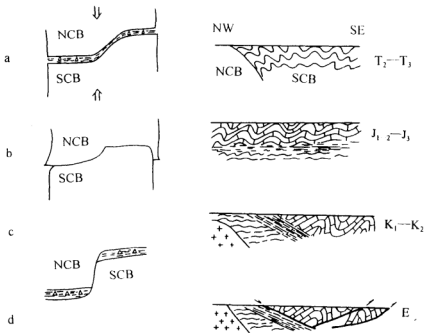 NCB
NW
SE
a
SCB
NCB
SCB
T₂—T₃
NCB
b
SCB
J₁₋₂—J₃
c
K₁—K₂
NCB
SCB
d
E